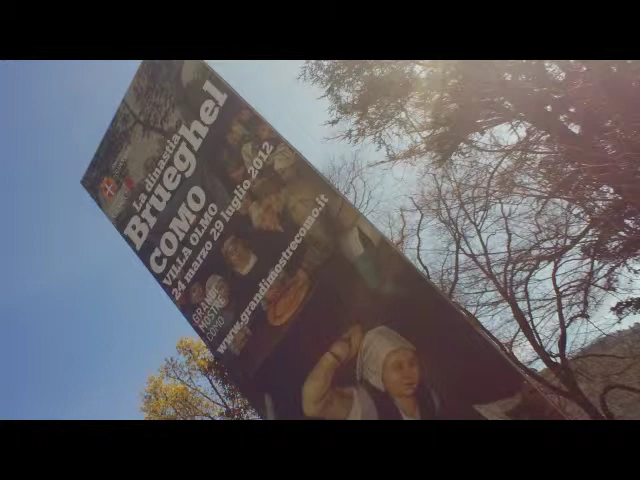 La dinastia
Brueghel
COMO
VILLA OLMO
24 marzo 29 luglio 2012
GRANDI
MOSTRE
COMO
www.grandimostrecomo.it